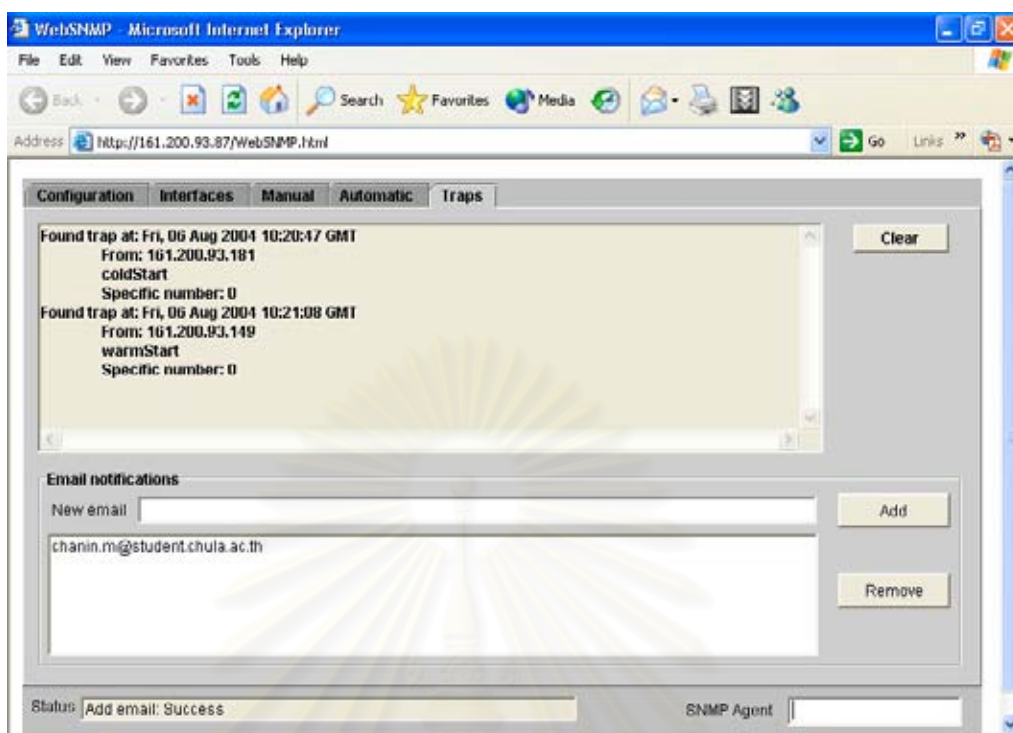 WebSNMP - Microsoft Internet Explorer
File Edit View Favorites Tools Help
Back Search Favorites Media
Address http://161.200.93.87/WebSNMP.html Go Links »
Configuration Interfaces Manual Automatic Traps
Found trap at: Fri, 06 Aug 2004 10:20:47 GMT
From: 161.200.93.181
coldStart
Specific number: 0
Found trap at: Fri, 06 Aug 2004 10:21:08 GMT
From: 161.200.93.149
warmStart
Specific number: 0
Clear
Email notifications
New email Add
chanin.m@student.chula.ac.th
Remove
Status Add email: Success SNMP Agent